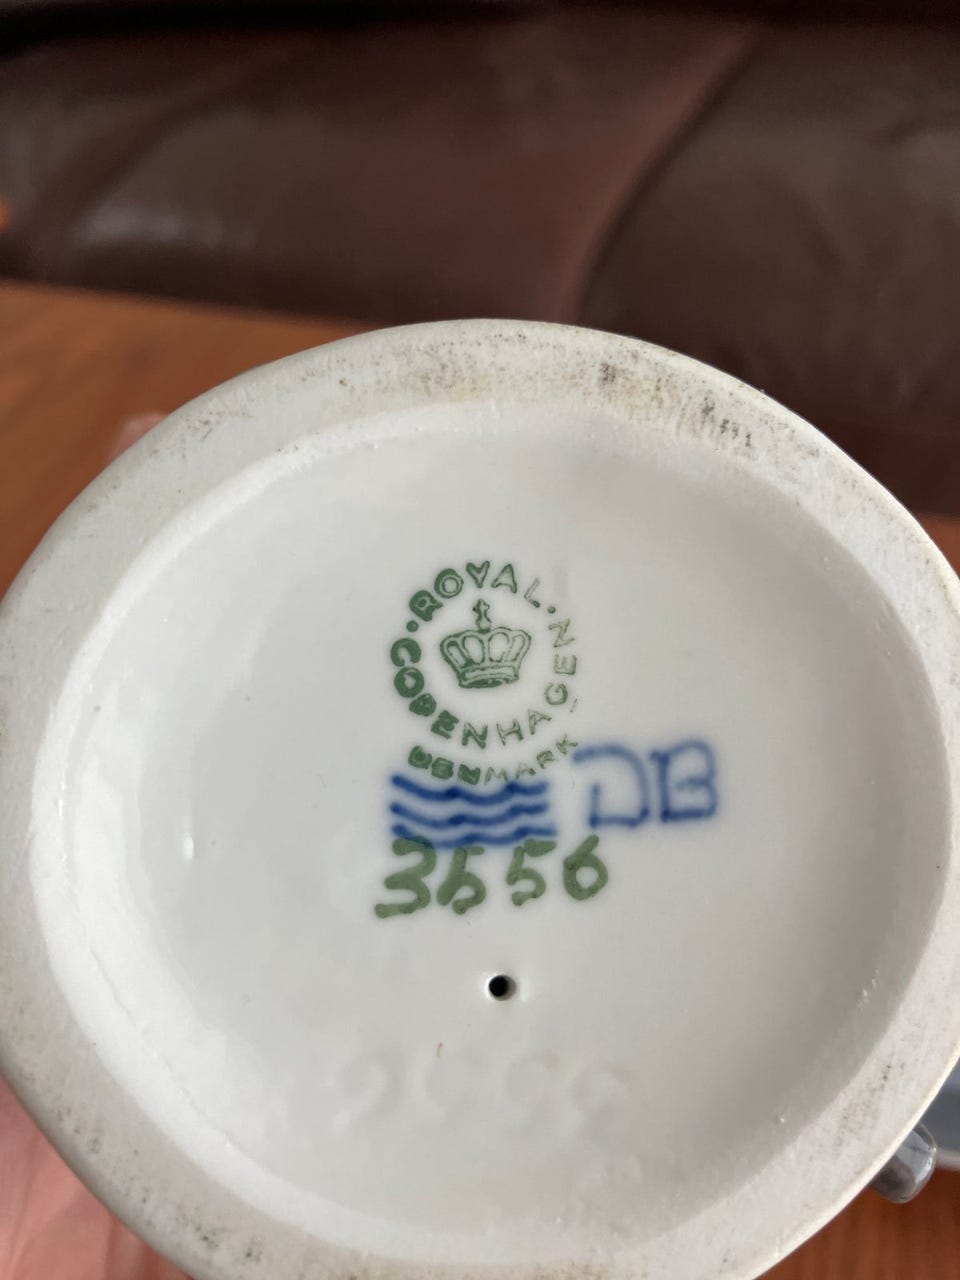 ROYAL·COPENHAGEN·
DENMARK
DB
3556